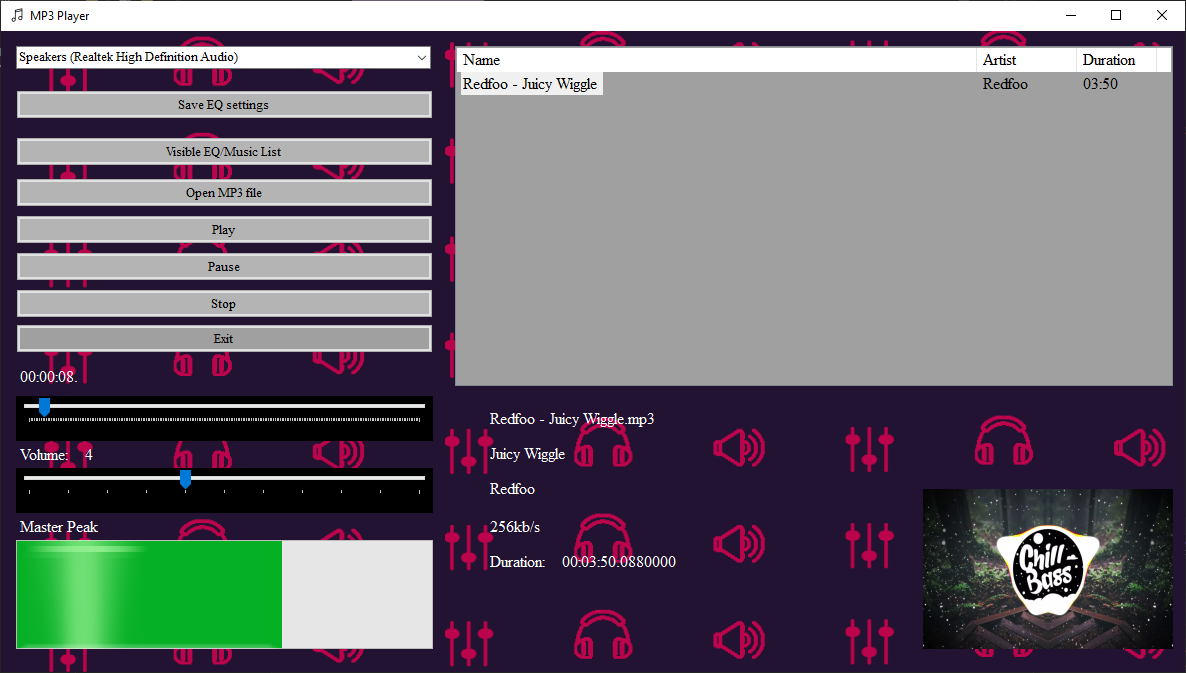 MP3 Player
Speakers (Realtek High Definition Audio)
Save EQ settings
Visible EQ/Music List
Open MP3 file
Play
Pause
Stop
Exit
00:00:08.
Volume: 4
Master Peak
Name Artist Duration
Redfoo - Juicy Wiggle Redfoo 03:50
Redfoo - Juicy Wiggle.mp3
Juicy Wiggle
Redfoo
256kb/s
Duration: 00:03:50.0880000
Chill
Bass